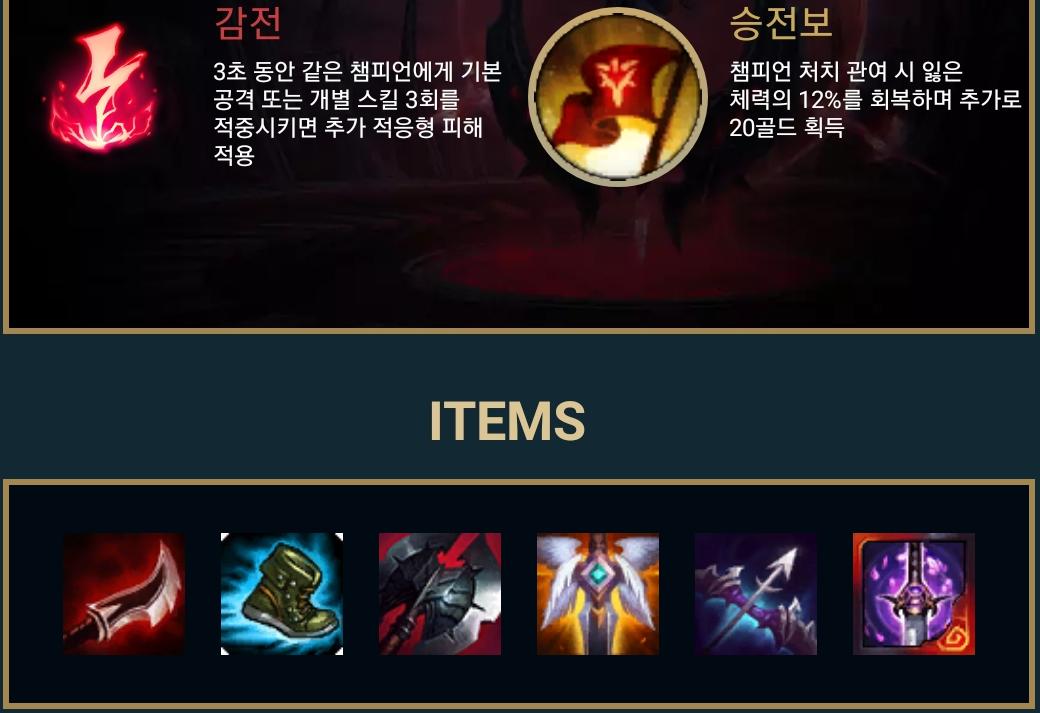 감전
3초 동안 같은 챔피언에게 기본
공격 또는 개별 스킬 3회를
적중시키면 추가 적응형 피해
적용
승전보
챔피언 처치 관여 시 잃은
체력의 12%를 회복하며 추가로
20골드 획득
ITEMS